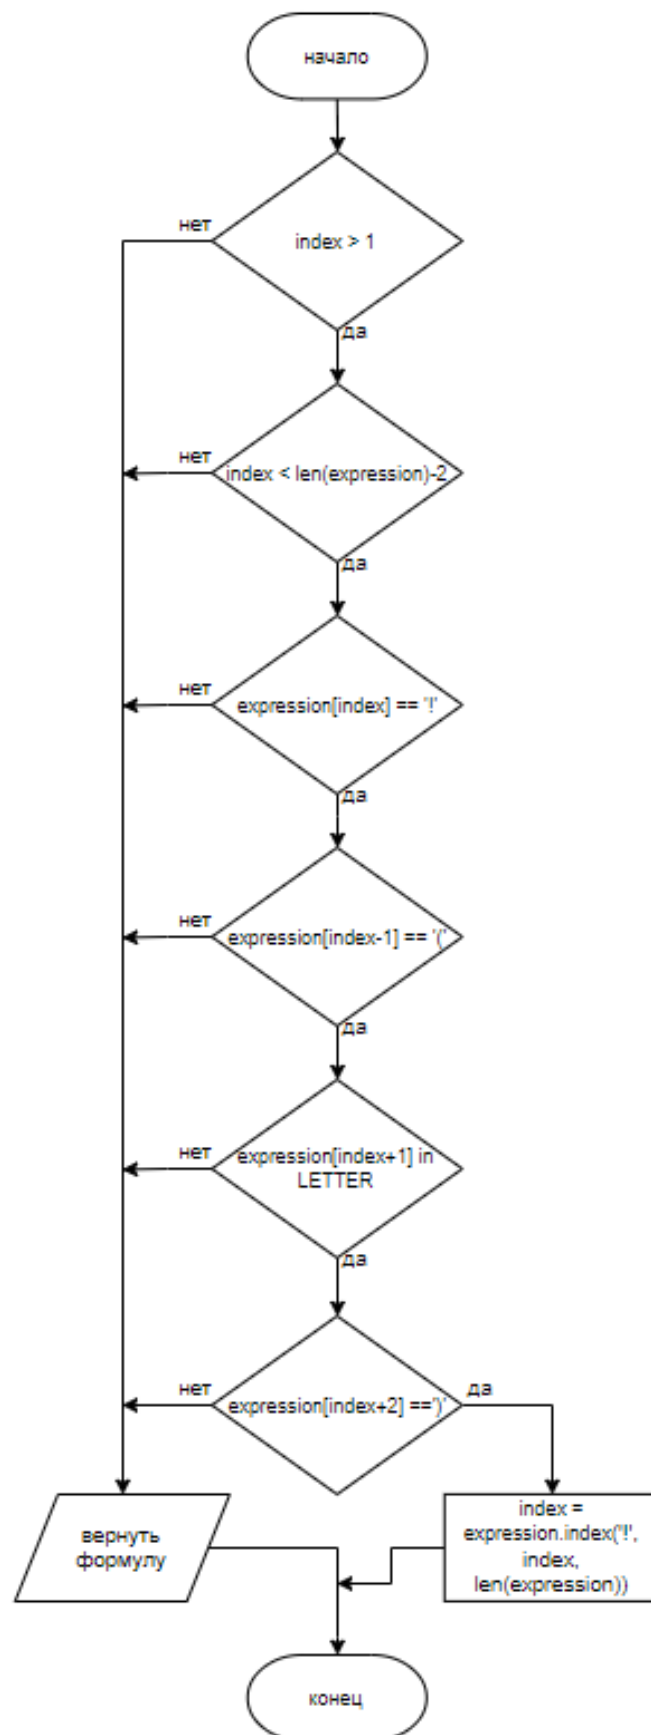 начало
index > 1
нет
да
index < len(expression)-2
нет
да
expression[index] == '!'
нет
да
expression[index-1] == '('
нет
да
expression[index+1] in
LETTER
нет
да
expression[index+2] ==')'
нет
да
вернуть
формулу
index =
expression.index('!',
index,
len(expression))
конец